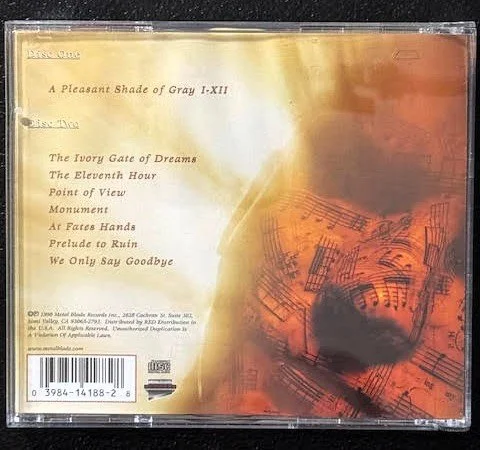 Disc One
A Pleasant Shade of Gray I-XII
Disc Two
The Ivory Gate of Dreams
The Eleventh Hour
Point of View
Monument
At Fates Hands
Prelude to Ruin
We Only Say Goodbye
©℗ 1998 Metal Blade Records Inc., 2828 Cochran St. Suite 302,
Simi Valley, CA 93065-2793. Distributed by RED Distribution in
the U.S.A. All Rights Reserved. Unauthorized Duplication Is
A Violation Of Applicable Laws.
www.metalblade.com
0 3984-14188-2 8